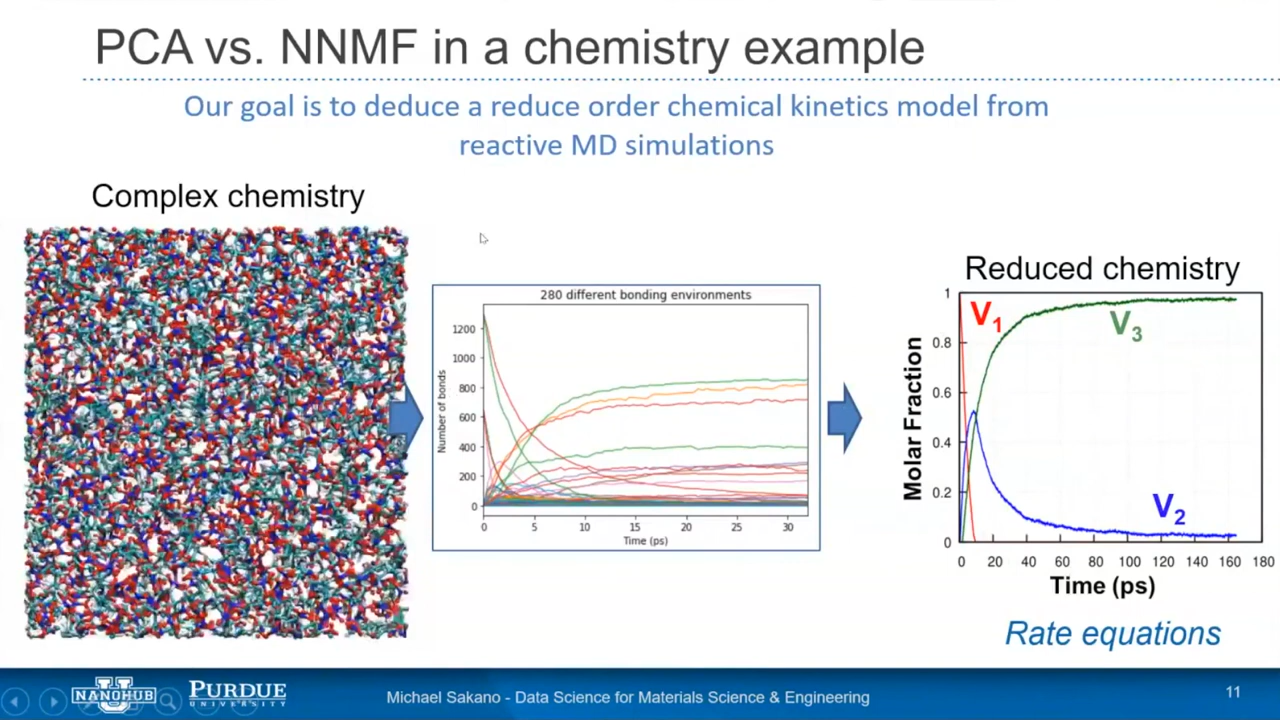 PCA vs. NNMF in a chemistry example
Our goal is to deduce a reduce order chemical kinetics model from
reactive MD simulations
Complex chemistry
280 different bonding environments
Number of bonds
1200
1000
800
600
400
200
0
0 5 10 15 20 25 30
Time (ps)
Reduced chemistry
Molar Fraction
1
0.8
0.6
0.4
0.2
0
V1
V3
V2
0 20 40 60 80 100 120 140 160 180
Time (ps)
Rate equations
NANOHUB
PURDUE
UNIVERSITY
Michael Sakano - Data Science for Materials Science & Engineering
11